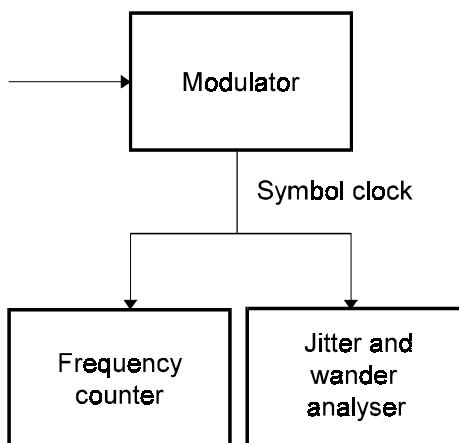 Modulator
Symbol clock
Frequency
counter
Jitter and
wander
analyser